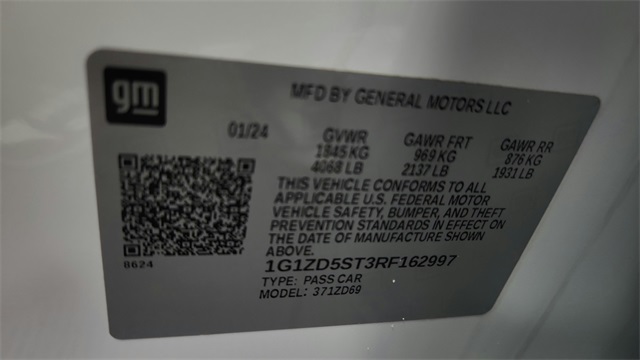 gm
MFD BY GENERAL MOTORS LLC
01/24 GVWR GAWR FRT GAWR RR
1845 KG 969 KG 876 KG
4068 LB 2137 LB 1931 LB
THIS VEHICLE CONFORMS TO ALL
APPLICABLE U.S. FEDERAL MOTOR
VEHICLE SAFETY, BUMPER, AND THEFT
PREVENTION STANDARDS IN EFFECT ON
THE DATE OF MANUFACTURE SHOWN
ABOVE.
8624
1G1ZD5ST3RF162997
TYPE: PASS CAR
MODEL: 371ZD69